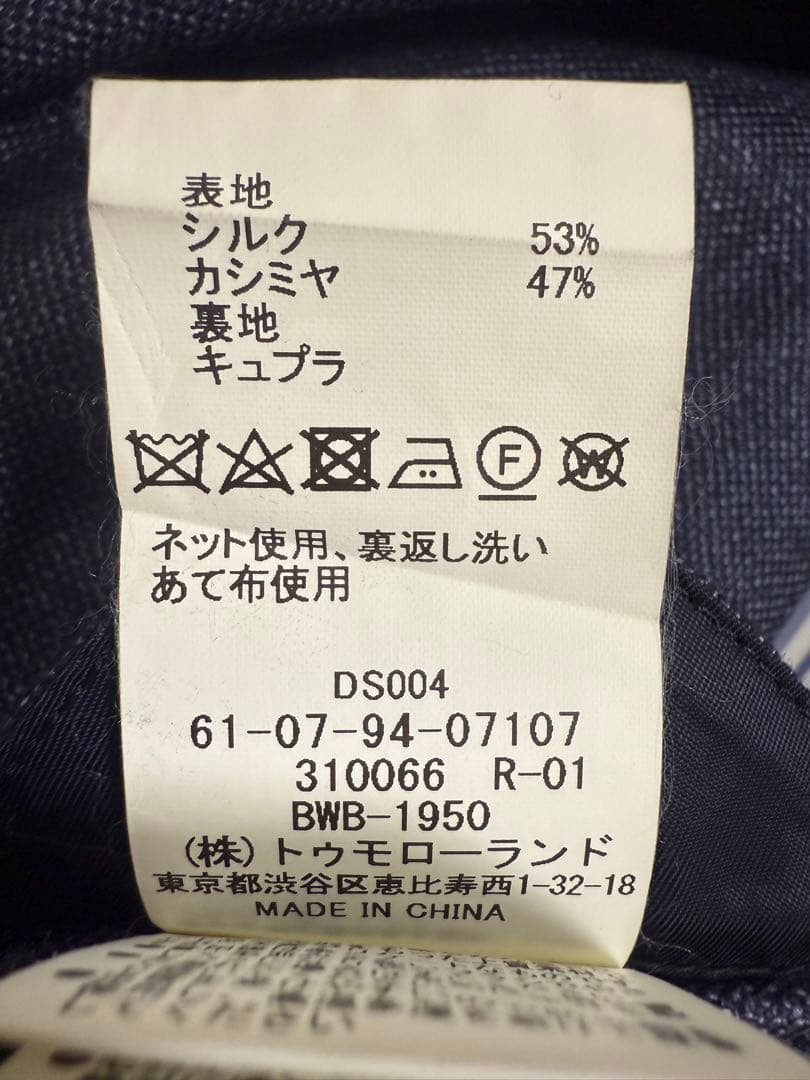 表地
シルク 53%
カシミヤ 47%
裏地
キュプラ
F W
ネット使用、裏返し洗い
あて布使用
DS004
61-07-94-07107
310066 R-01
BWB-1950
(株)トゥモローランド
東京都渋谷区恵比寿西1-32-18
MADE IN CHINA